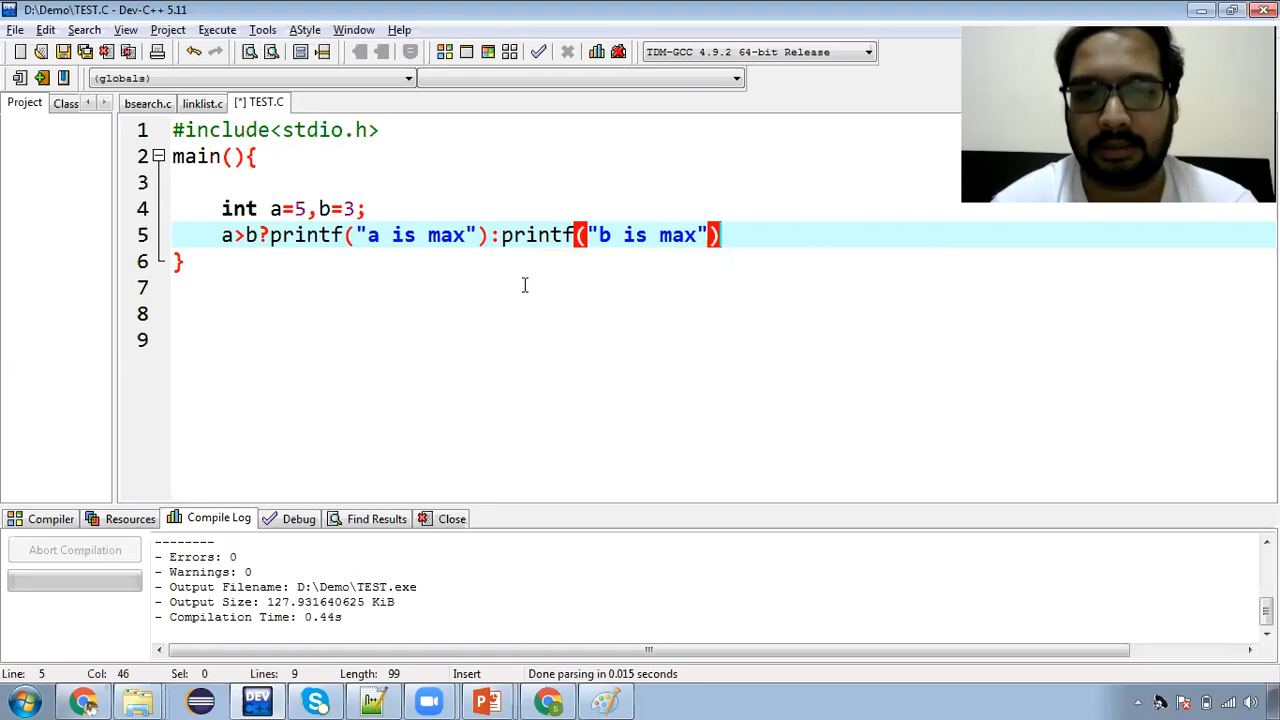 D:\Demo\TEST.C - Dev-C++ 5.11
File Edit Search View Project Execute Tools AStyle Window Help
TDM-GCC 4.9.2 64-bit Release
(globals)
Project Class bsearch.c linklist.c [*] TEST.C
1 #include<stdio.h>
2 main(){
3
4 int a=5,b=3;
5 a>b?printf("a is max"):printf("b is max")
6 }
7
8
9
Compiler Resources Compile Log Debug Find Results Close
Abort Compilation
--------
- Errors: 0
- Warnings: 0
- Output Filename: D:\Demo\TEST.exe
- Output Size: 127.931640625 KiB
- Compilation Time: 0.44s
Line: 5 Col: 46 Sel: 0 Lines: 9 Length: 99 Insert Done parsing in 0.015 seconds
DEV C++